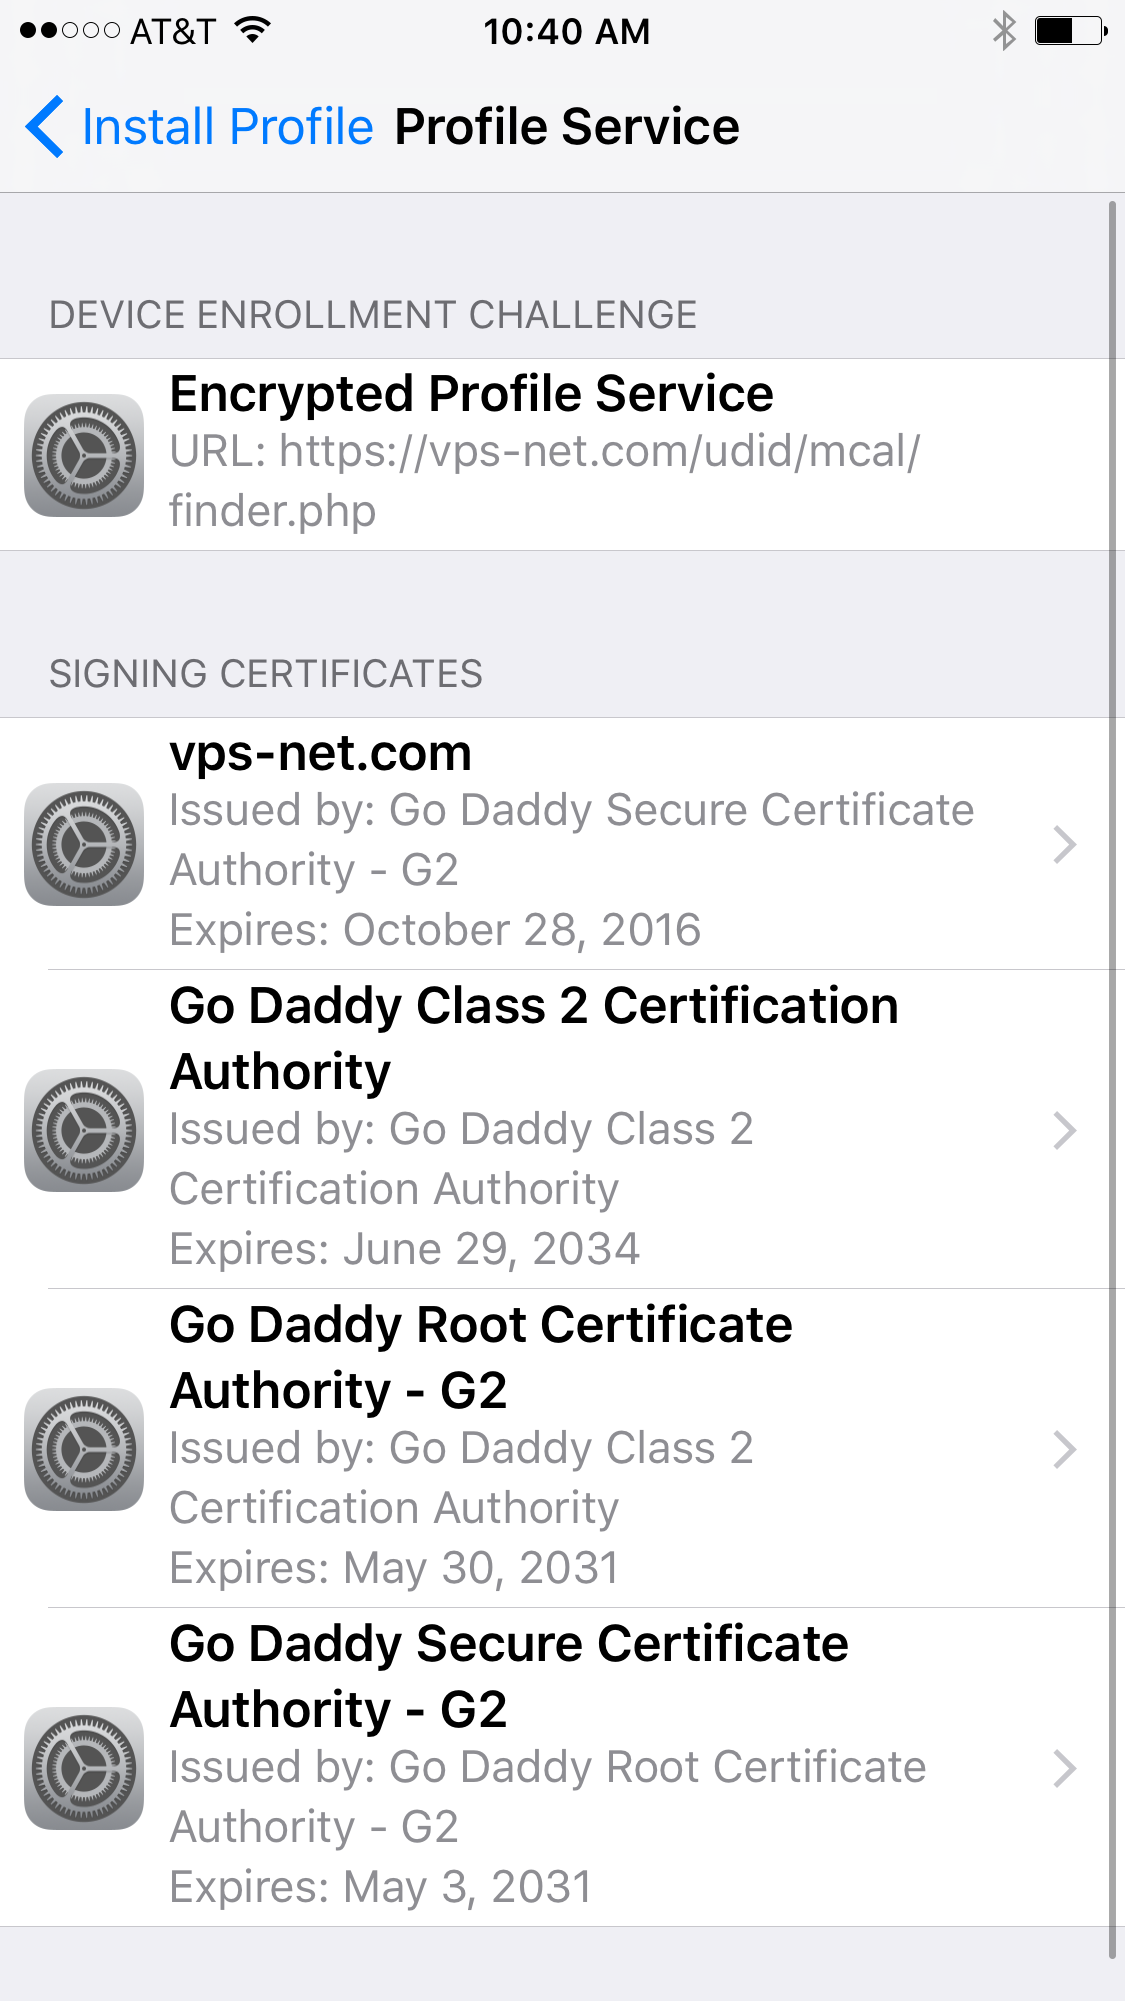 AT&T 10:40 AM
Install Profile Profile Service
DEVICE ENROLLMENT CHALLENGE
Encrypted Profile Service
URL: https://vps-net.com/udid/mcal/
finder.php
SIGNING CERTIFICATES
vps-net.com
Issued by: Go Daddy Secure Certificate
Authority - G2
Expires: October 28, 2016
Go Daddy Class 2 Certification
Authority
Issued by: Go Daddy Class 2
Certification Authority
Expires: June 29, 2034
Go Daddy Root Certificate
Authority - G2
Issued by: Go Daddy Class 2
Certification Authority
Expires: May 30, 2031
Go Daddy Secure Certificate
Authority - G2
Issued by: Go Daddy Root Certificate
Authority - G2
Expires: May 3, 2031